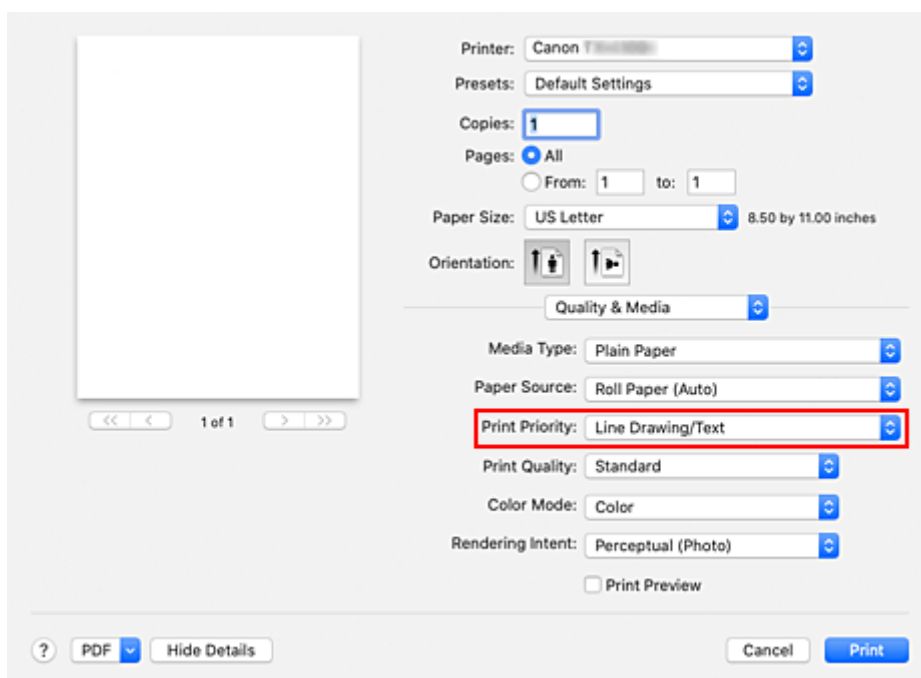 Printer: Canon
Presets: Default Settings
Copies: 1
Pages: All
From: 1 to: 1
Paper Size: US Letter 8.50 by 11.00 inches
Orientation:
Quality & Media
Media Type: Plain Paper
Paper Source: Roll Paper (Auto)
<< < 1 of 1 > >>
Print Priority: Line Drawing/Text
Print Quality: Standard
Color Mode: Color
Rendering Intent: Perceptual (Photo)
Print Preview
? PDF Hide Details Cancel Print